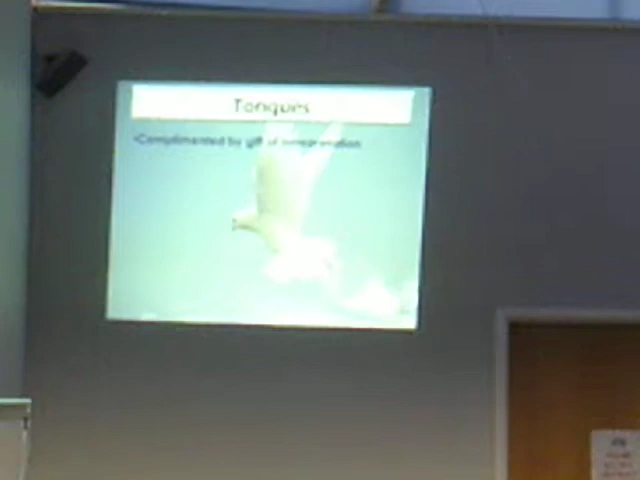 Tongues
•Complimented by gift of interpretation